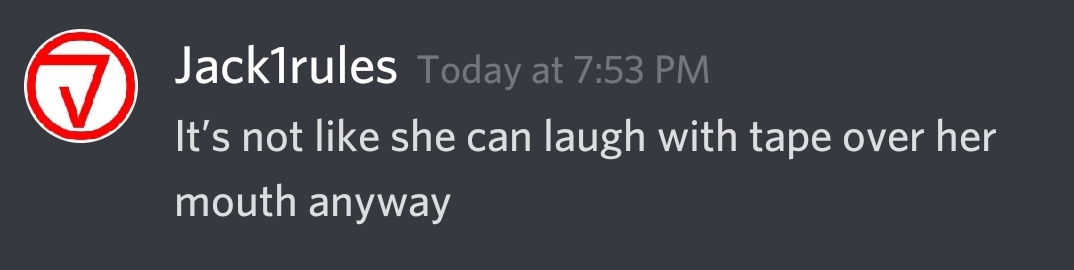 Jack1rules Today at 7:53 PM
It's not like she can laugh with tape over her
mouth anyway